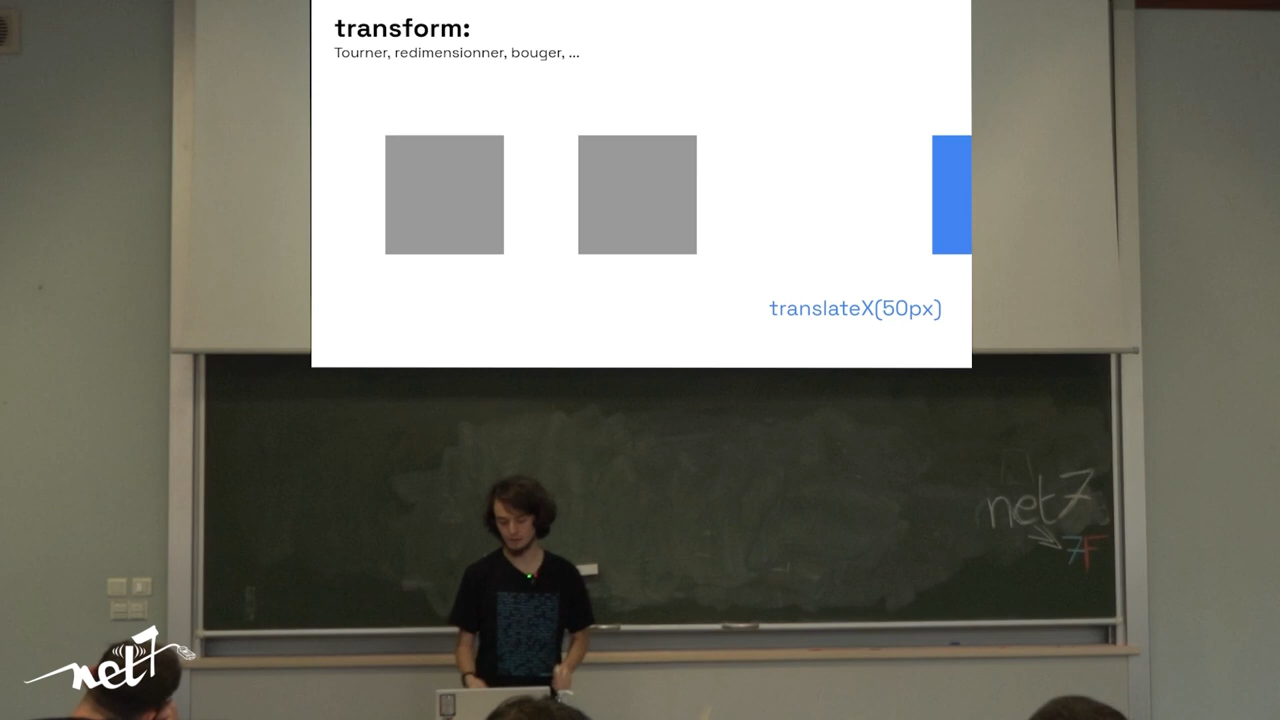 transform:
Tourner, redimensionner, bouger, ...
translateX(50px)
net7
7F
net7